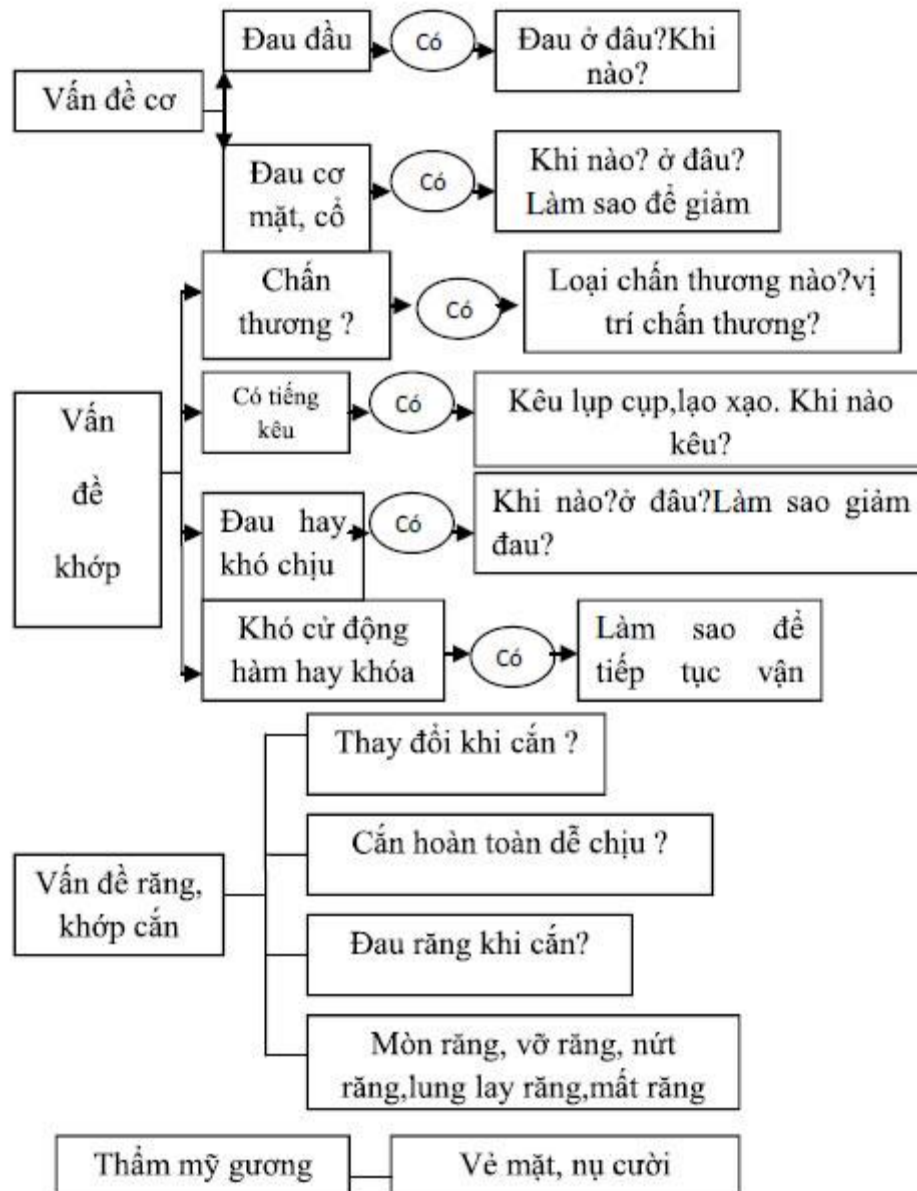 Vấn đề cơ
Đau đầu
Có
Đau ở đâu?Khi
nào?
Đau cơ
mặt, cổ
Có
Khi nào? ở đâu?
Làm sao để giảm
Vấn
đề
khớp
Chấn
thương ?
Có
Loại chấn thương nào?vị
trí chấn thương?
Có tiếng
kêu
Có
Kêu lụp cụp,lạo xạo. Khi nào
kêu?
Đau hay
khó chịu
Có
Khi nào?ở đâu?Làm sao giảm
đau?
Khó cử động
hàm hay khóa
Có
Làm sao để
tiếp tục vận
Vấn đề răng,
khớp cắn
Thay đổi khi cắn ?
Cắn hoàn toàn dễ chịu ?
Đau răng khi cắn?
Mòn răng, vỡ răng, nứt
răng,lung lay răng,mất răng
Thẩm mỹ gương
Vẻ mặt, nụ cười